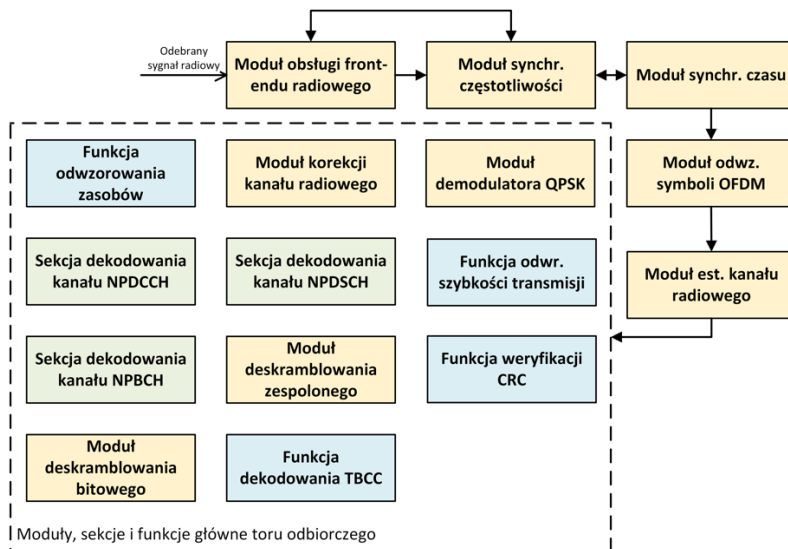 Odebrany
sygnał radiowy
Moduł obsługi front-
endu radiowego
Moduł synchr.
częstotliwości
Moduł synchr. czasu
Funkcja
odwzorowania
zasobów
Moduł korekcji
kanału radiowego
Moduł
demodulatora QPSK
Moduł odwz.
symboli OFDM
Sekcja dekodowania
kanału NPDCCH
Sekcja dekodowania
kanału NPDSCH
Funkcja odwr.
szybkości transmisji
Moduł est. kanału
radiowego
Sekcja dekodowania
kanału NPBCH
Moduł
deskramblowania
zespolonego
Funkcja weryfikacji
CRC
Moduł
deskramblowania
bitowego
Funkcja
dekodowania TBCC
Moduły, sekcje i funkcje główne toru odbiorczego